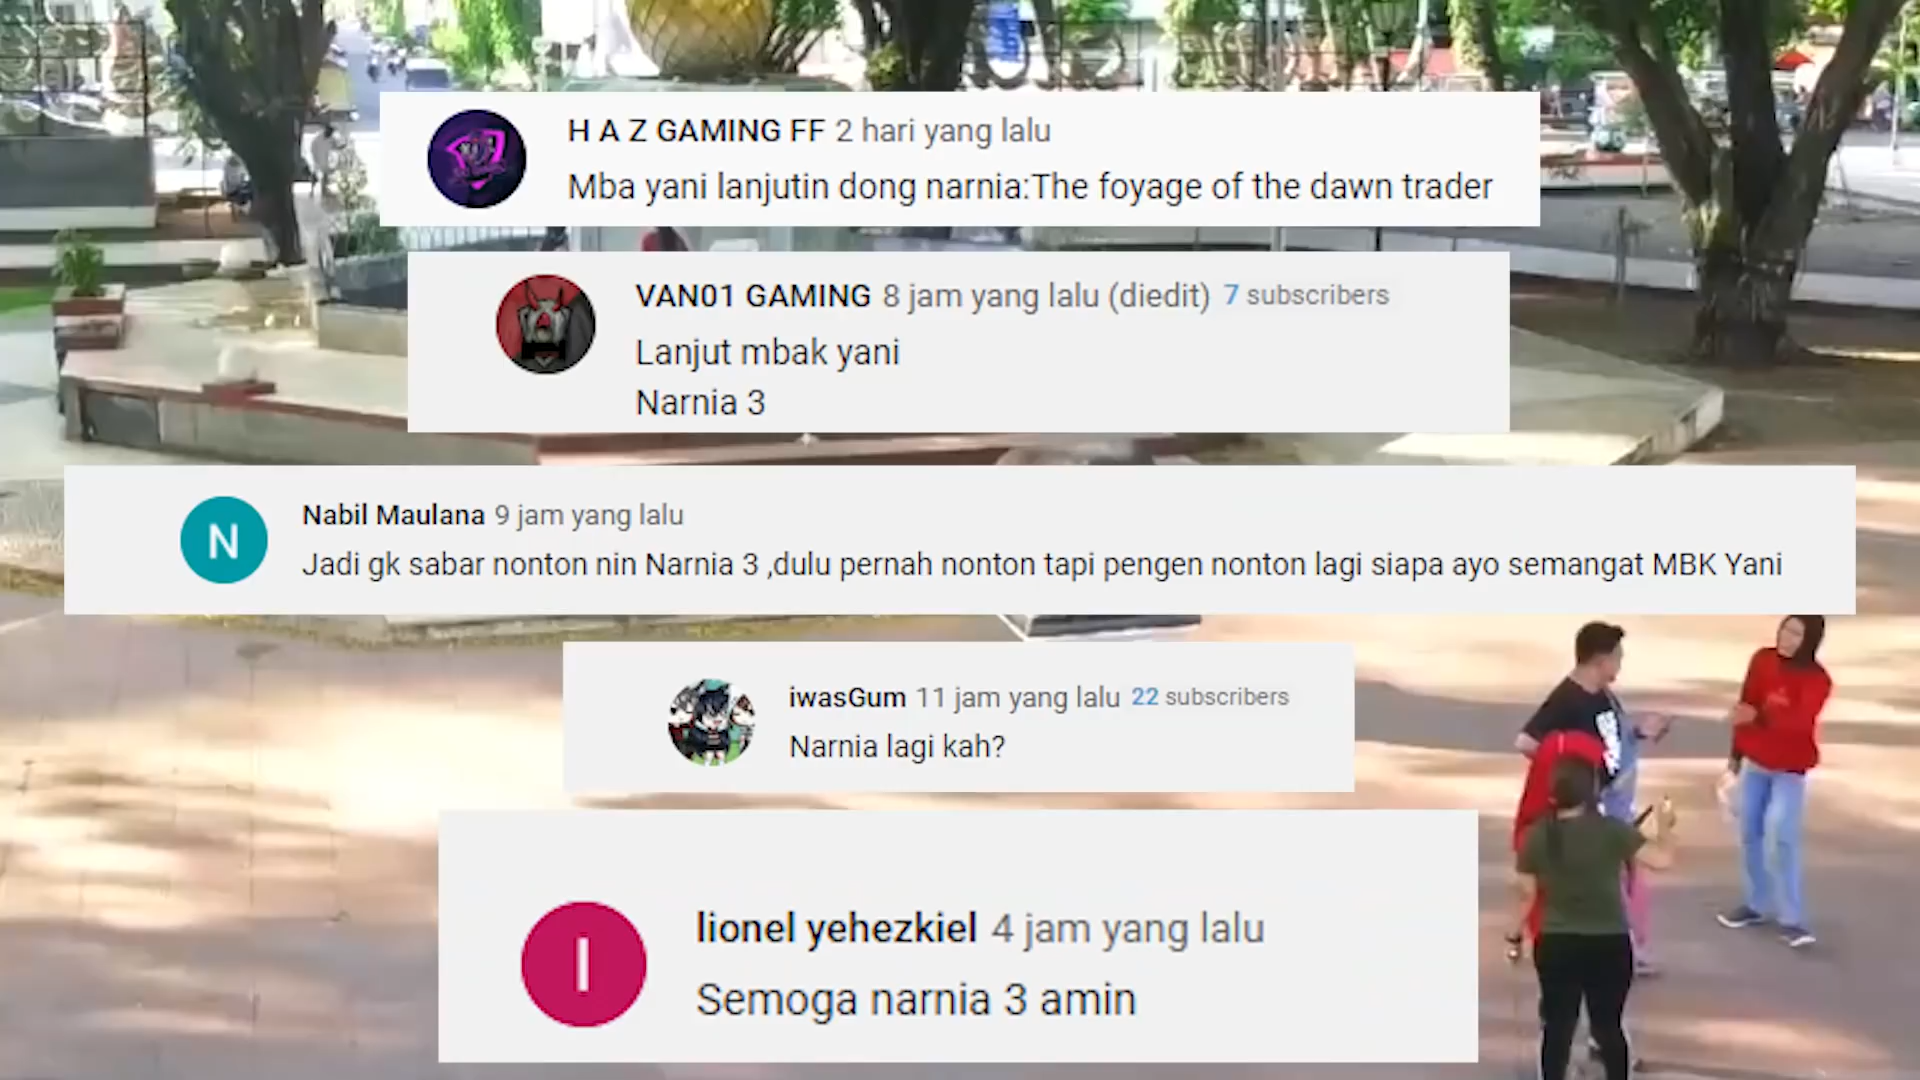 H A Z GAMING FF 2 hari yang lalu
Mba yani lanjutin dong narnia:The foyage of the dawn trader
VAN01 GAMING 8 jam yang lalu (diedit) 7 subscribers
Lanjut mbak yani
Narnia 3
N
Nabil Maulana 9 jam yang lalu
Jadi gk sabar nonton nin Narnia 3 ,dulu pernah nonton tapi pengen nonton lagi siapa ayo semangat MBK Yani
iwasGum 11 jam yang lalu 22 subscribers
Narnia lagi kah?
l
lionel yehezkiel 4 jam yang lalu
Semoga narnia 3 amin